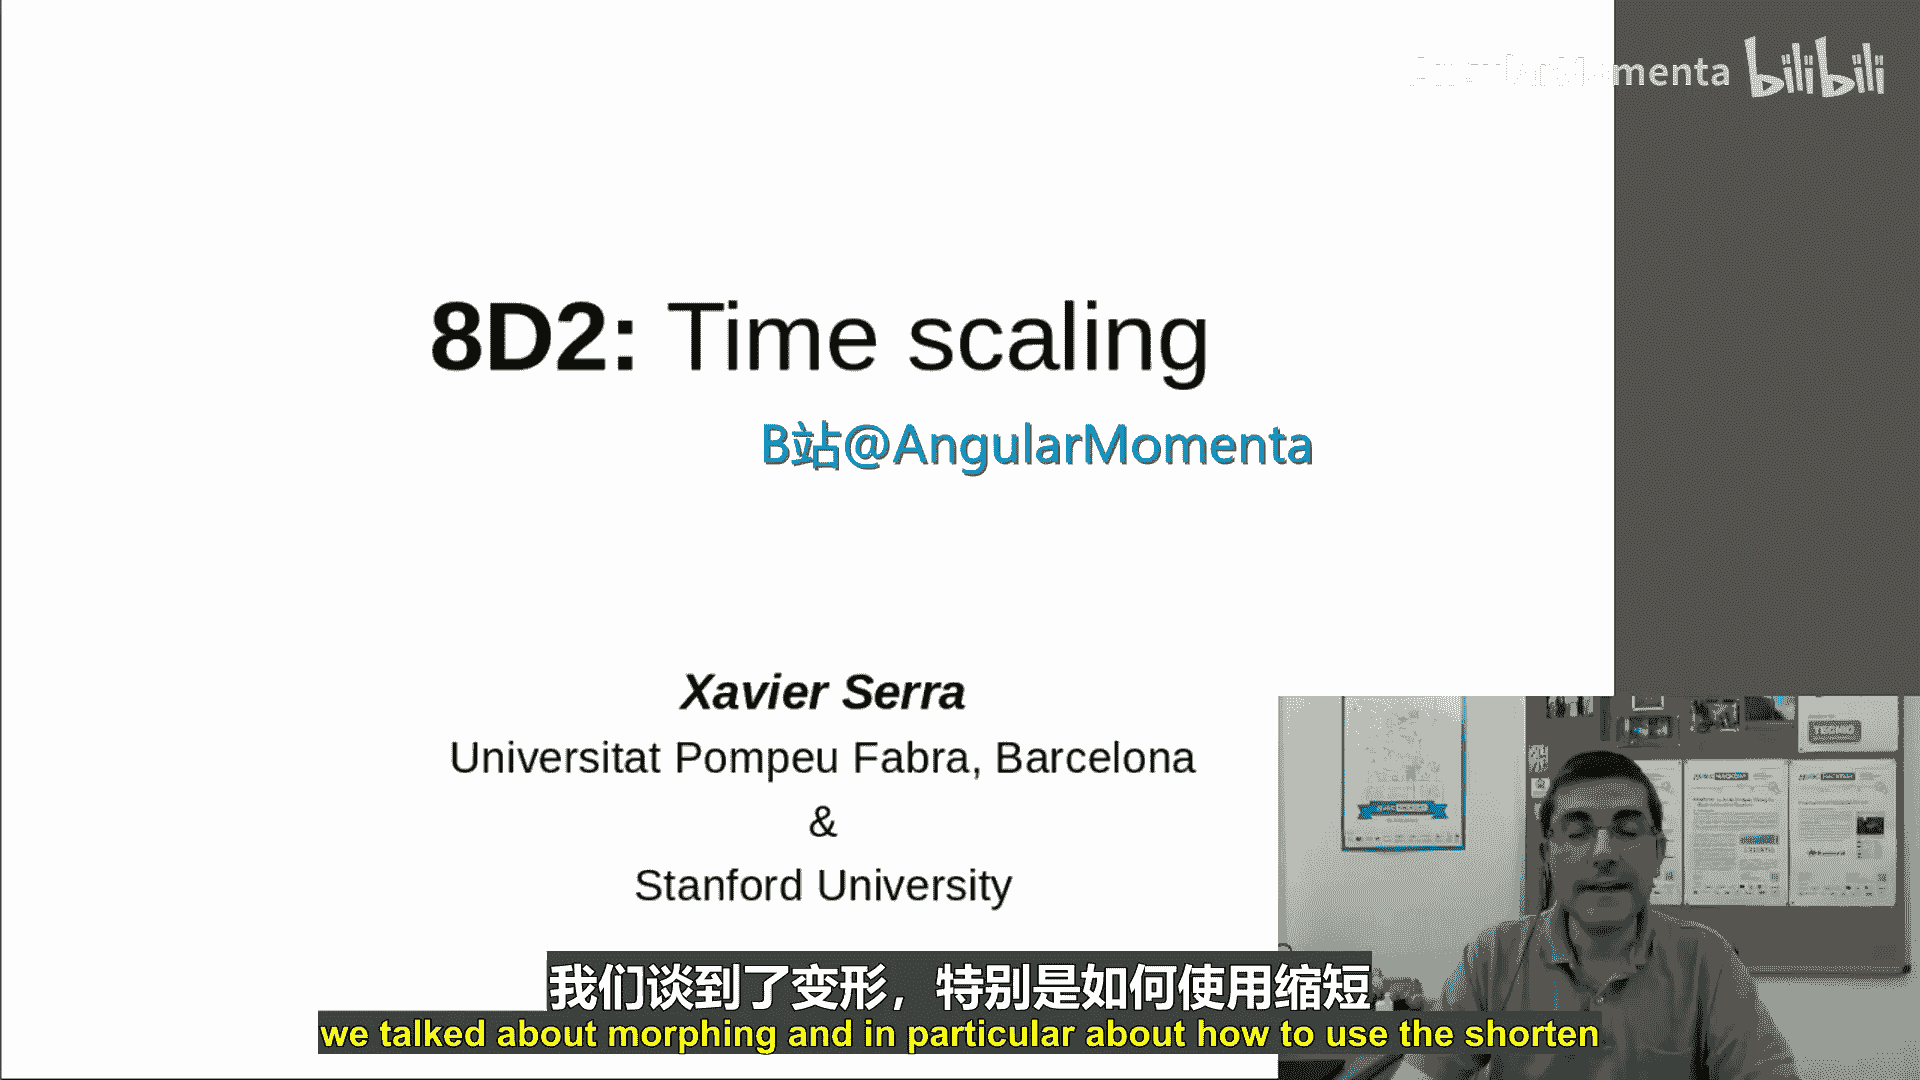 menta bilibili
8D2: Time scaling
B站@AngularMomenta
Xavier Serra
Universitat Pompeu Fabra, Barcelona
&
Stanford University
TECNIO
我们谈到了变形，特别是如何使用缩短
we talked about morphing and in particular about how to use the shorten